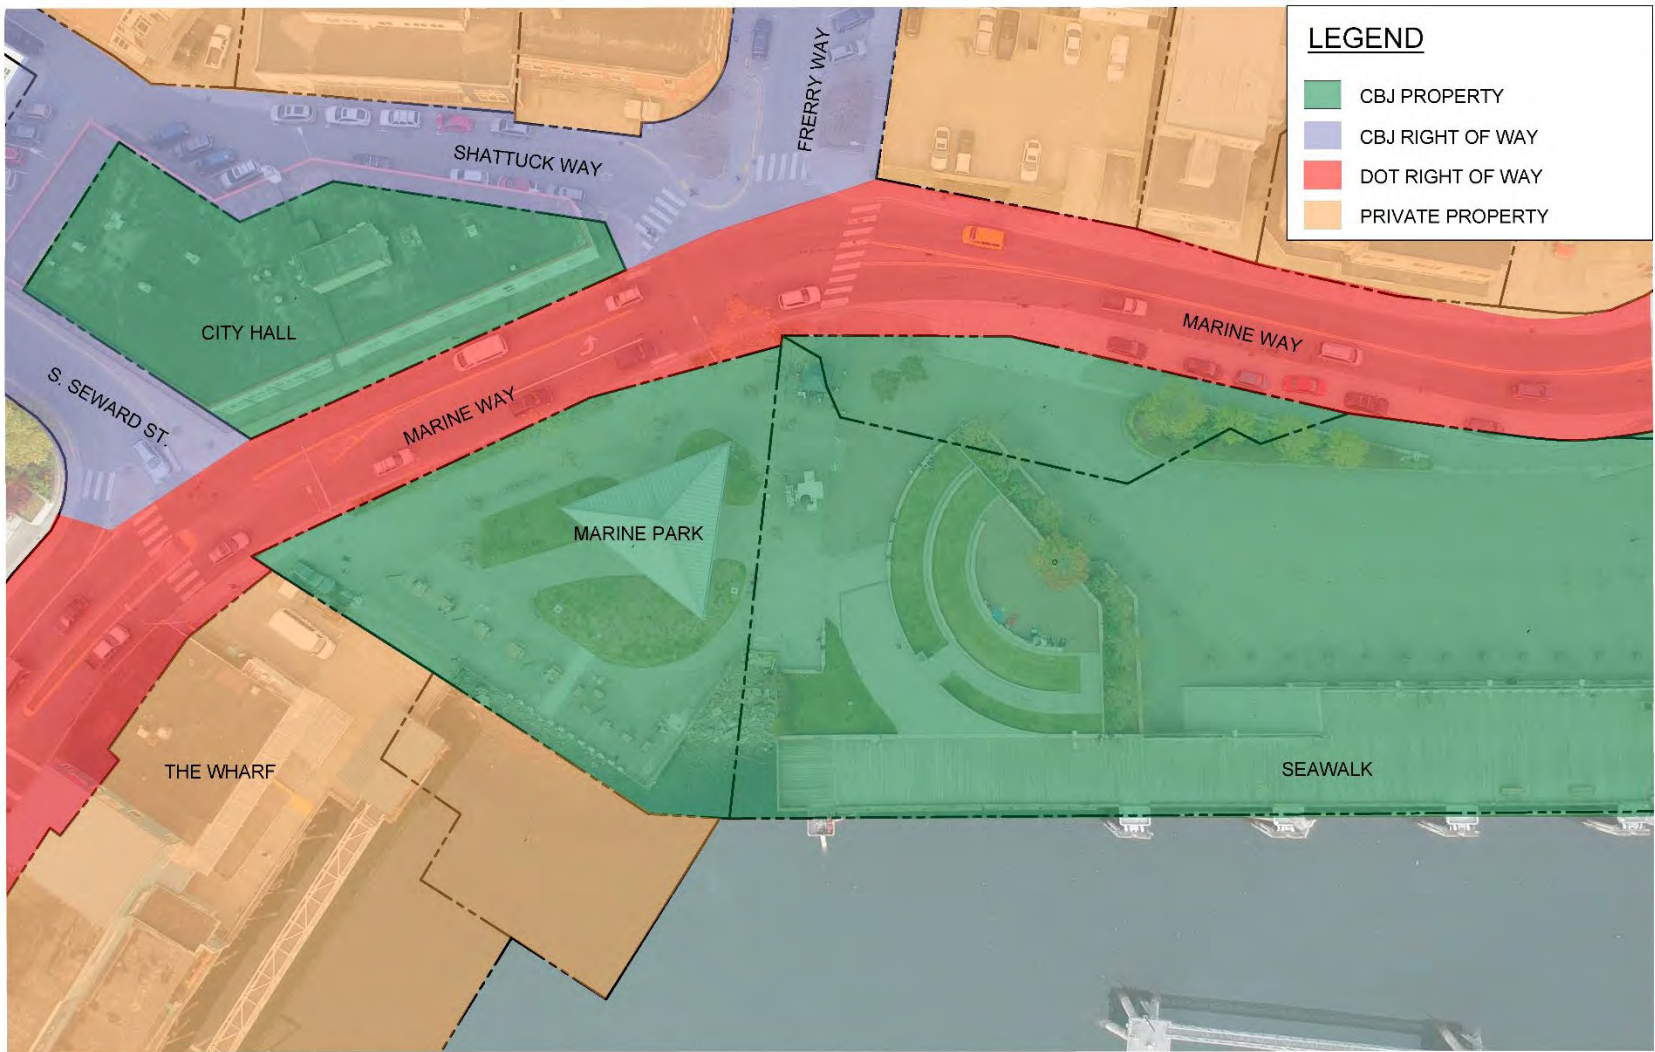 LEGEND
CBJ PROPERTY
CBJ RIGHT OF WAY
DOT RIGHT OF WAY
PRIVATE PROPERTY
FRERRY WAY
SHATTUCK WAY
CITY HALL
MARINE WAY
S. SEWARD ST.
MARINE WAY
MARINE PARK
THE WHARF
SEAWALK